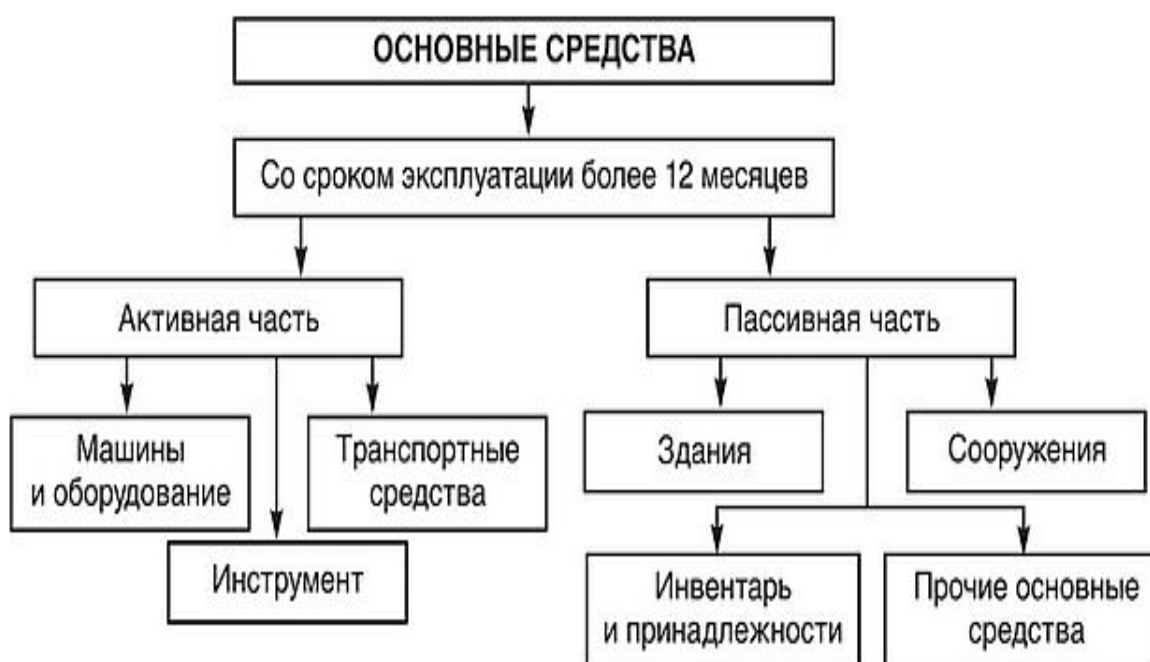 ОСНОВНЫЕ СРЕДСТВА
Со сроком эксплуатации более 12 месяцев
Активная часть
Пассивная часть
Машины
и оборудование
Транспортные
средства
Здания
Сооружения
Инструмент
Инвентарь
и принадлежности
Прочие основные
средства